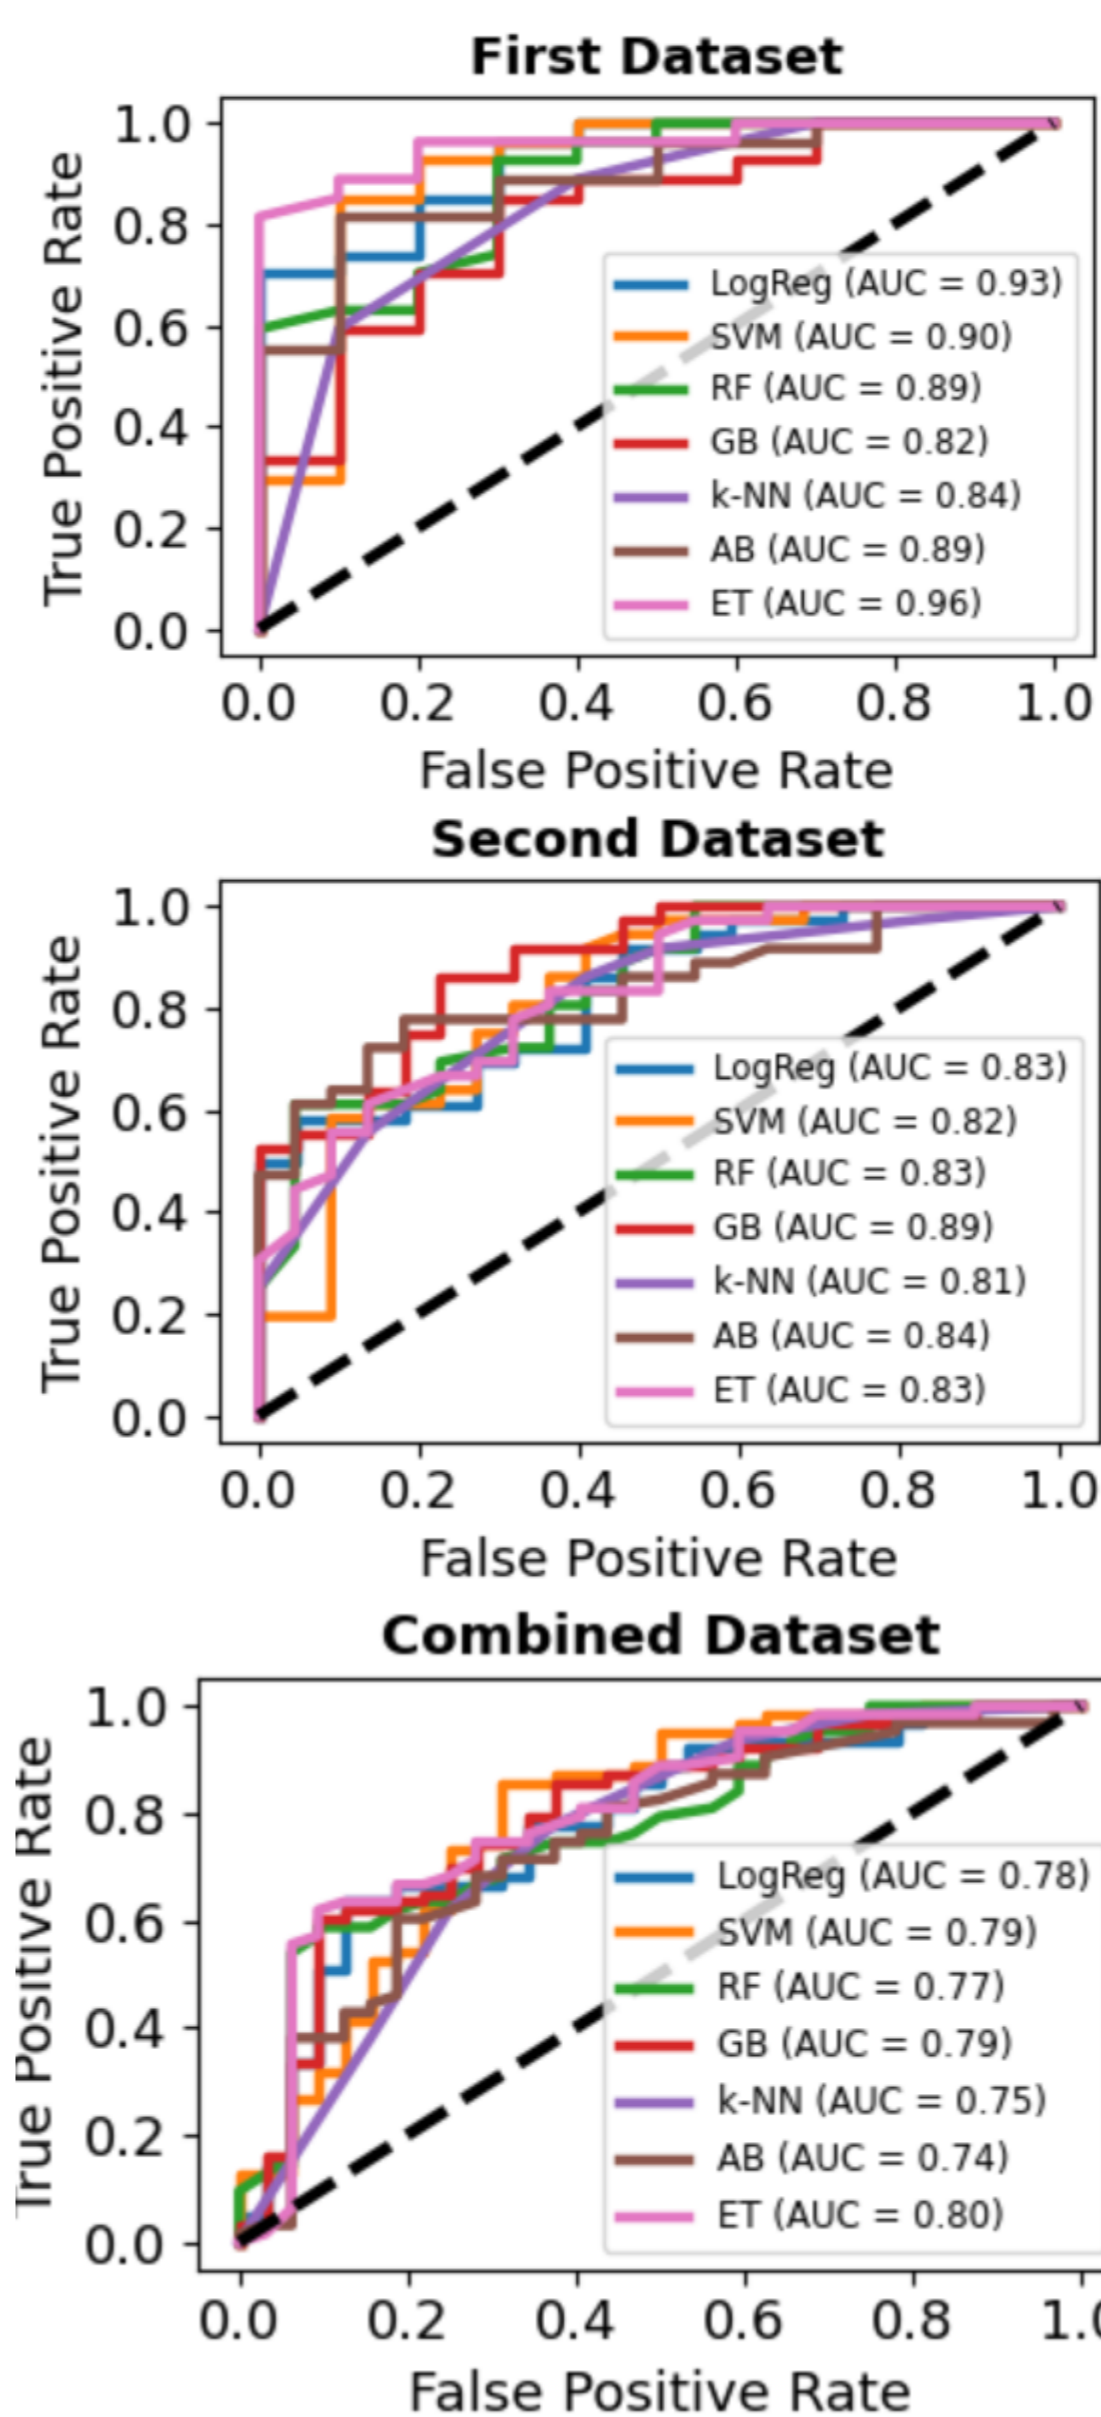 First Dataset
True Positive Rate
1.0
0.8
0.6
0.4
0.2
0.0
LogReg (AUC = 0.93)
SVM (AUC = 0.90)
RF (AUC = 0.89)
GB (AUC = 0.82)
k-NN (AUC = 0.84)
AB (AUC = 0.89)
ET (AUC = 0.96)
0.0 0.2 0.4 0.6 0.8 1.0
False Positive Rate
Second Dataset
True Positive Rate
1.0
0.8
0.6
0.4
0.2
0.0
LogReg (AUC = 0.83)
SVM (AUC = 0.82)
RF (AUC = 0.83)
GB (AUC = 0.89)
k-NN (AUC = 0.81)
AB (AUC = 0.84)
ET (AUC = 0.83)
0.0 0.2 0.4 0.6 0.8 1.0
False Positive Rate
Combined Dataset
True Positive Rate
1.0
0.8
0.6
0.4
0.2
0.0
LogReg (AUC = 0.78)
SVM (AUC = 0.79)
RF (AUC = 0.77)
GB (AUC = 0.79)
k-NN (AUC = 0.75)
AB (AUC = 0.74)
ET (AUC = 0.80)
0.0 0.2 0.4 0.6 0.8 1.0
False Positive Rate